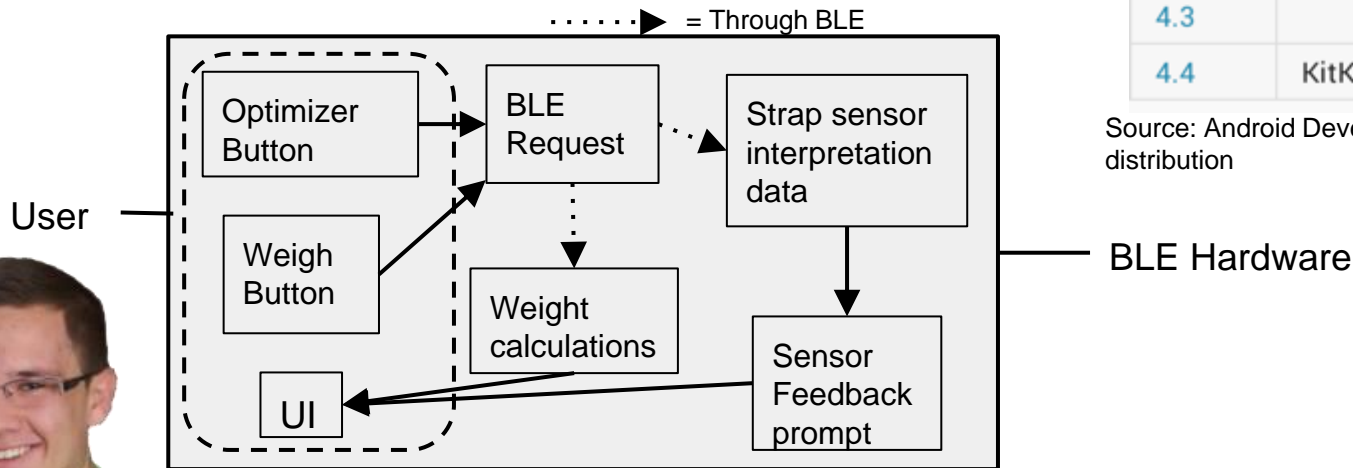 = Through BLE
4.3
4.4
Source: Android
distribution
Optimizer
Button
BLE
Request
Strap sensor
interpretation
data
User
Weigh
Button
BLE Hardware
Weight
calculations
Sensor
Feedback
prompt
UI